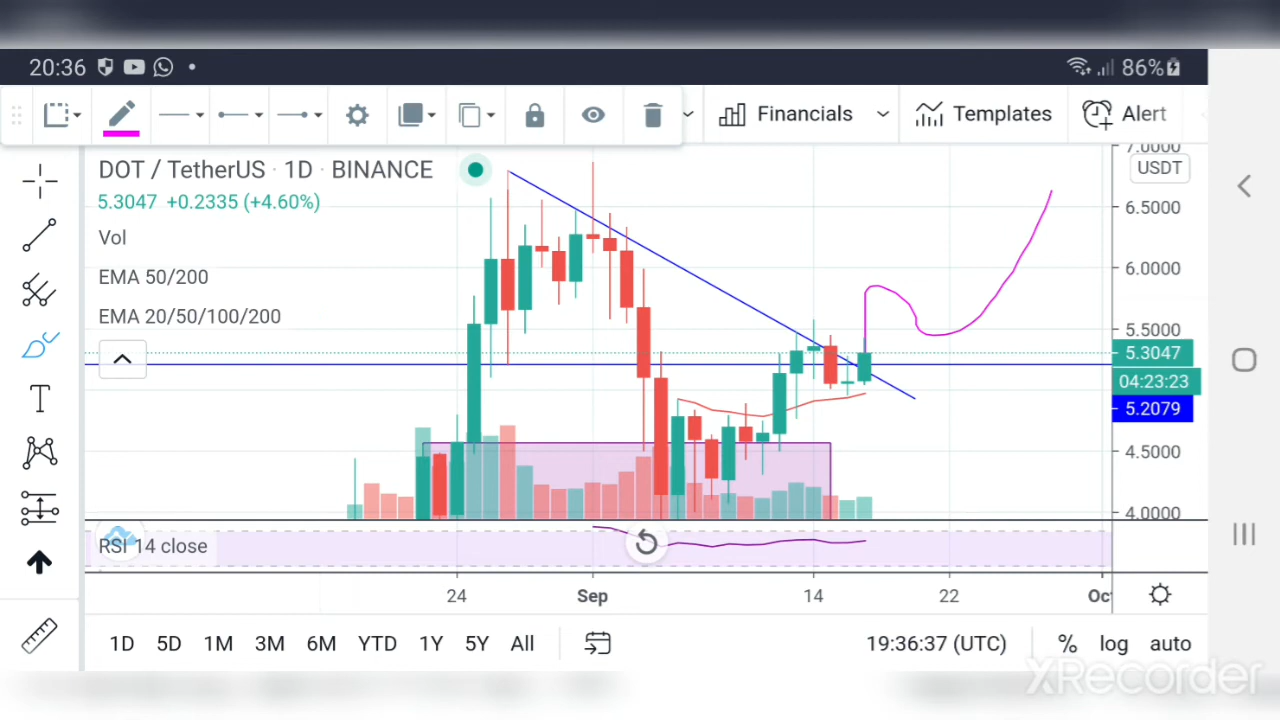 20:36 86%
Financials Templates Alert
DOT / TetherUS · 1D · BINANCE
5.3047 +0.2335 (+4.60%)
Vol
EMA 50/200
EMA 20/50/100/200
7.0000
USDT
6.5000
6.0000
5.5000
5.3047
04:23:23
5.2079
4.5000
4.0000
RSI 14 close
24 Sep 14 22 Oc
1D 5D 1M 3M 6M YTD 1Y 5Y All 19:36:37 (UTC) % log auto
XRecorder